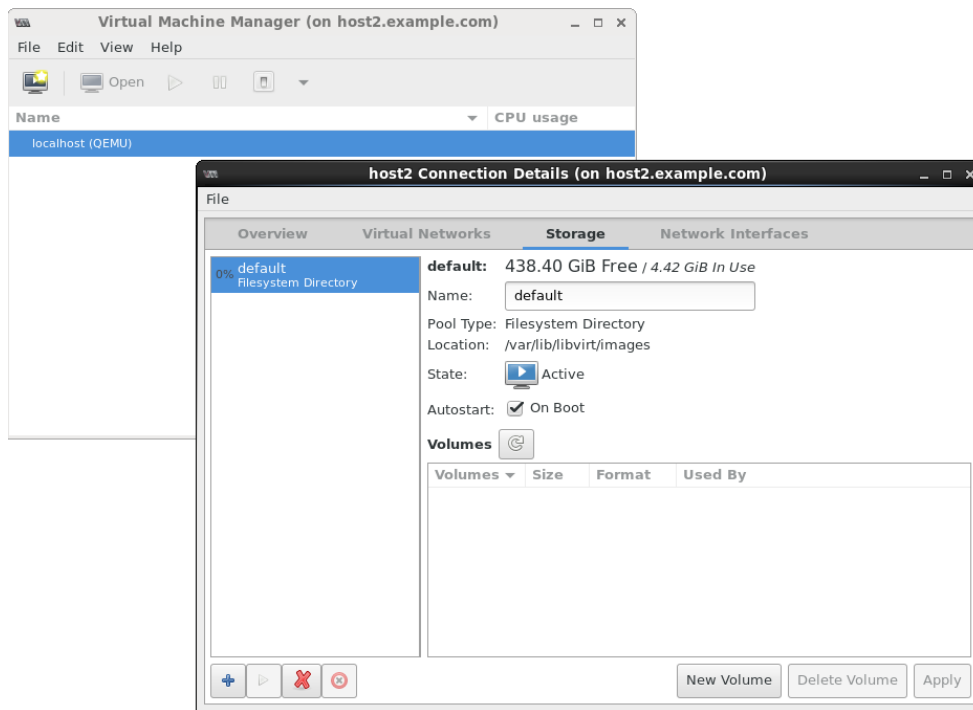 Virtual Machine Manager (on host2.example.com)
File Edit View Help
Open
Name CPU usage
localhost (QEMU)
host2 Connection Details (on host2.example.com)
File
Overview Virtual Networks Storage Network Interfaces
0% default
Filesystem Directory
default: 438.40 GiB Free / 4.42 GiB In Use
Name: default
Pool Type: Filesystem Directory
Location: /var/lib/libvirt/images
State: Active
Autostart: On Boot
Volumes
Volumes Size Format Used By
New Volume Delete Volume Apply